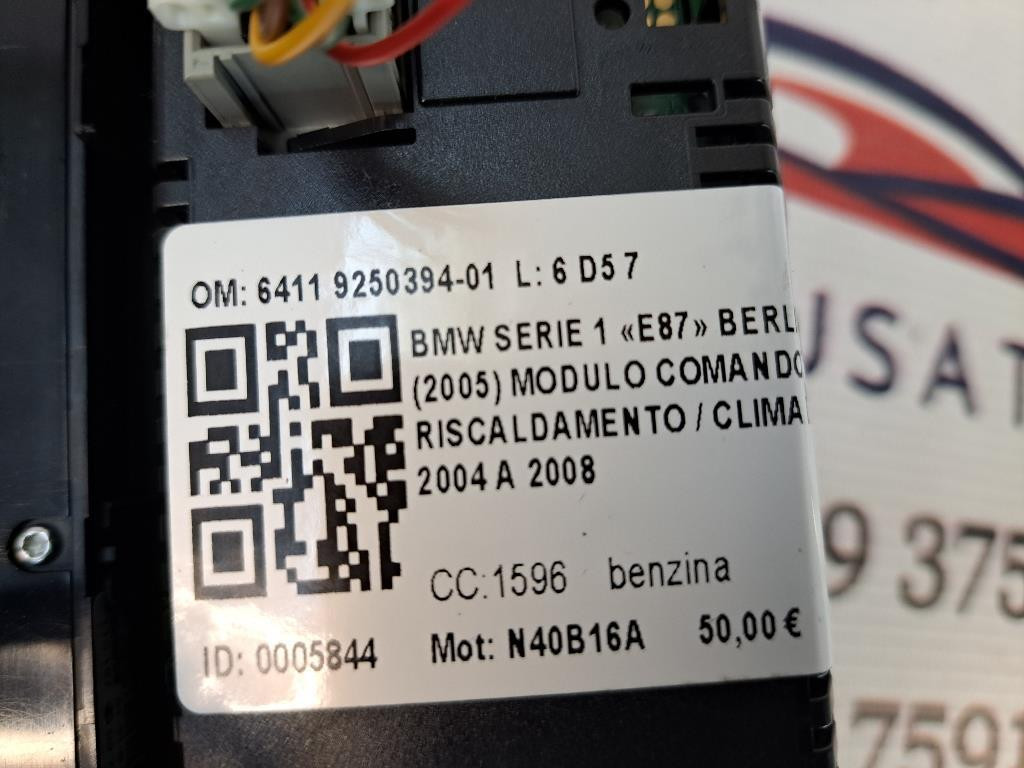 OM: 6411 9250394-01 L: 6 D5 7
BMW SERIE 1 «E87» BERLI
(2005) MODULO COMANDO
RISCALDAMENTO / CLIMA
2004 A 2008
CC:1596 benzina
ID: 0005844 Mot: N40B16A 50,00 €
USAT
9 375
7591